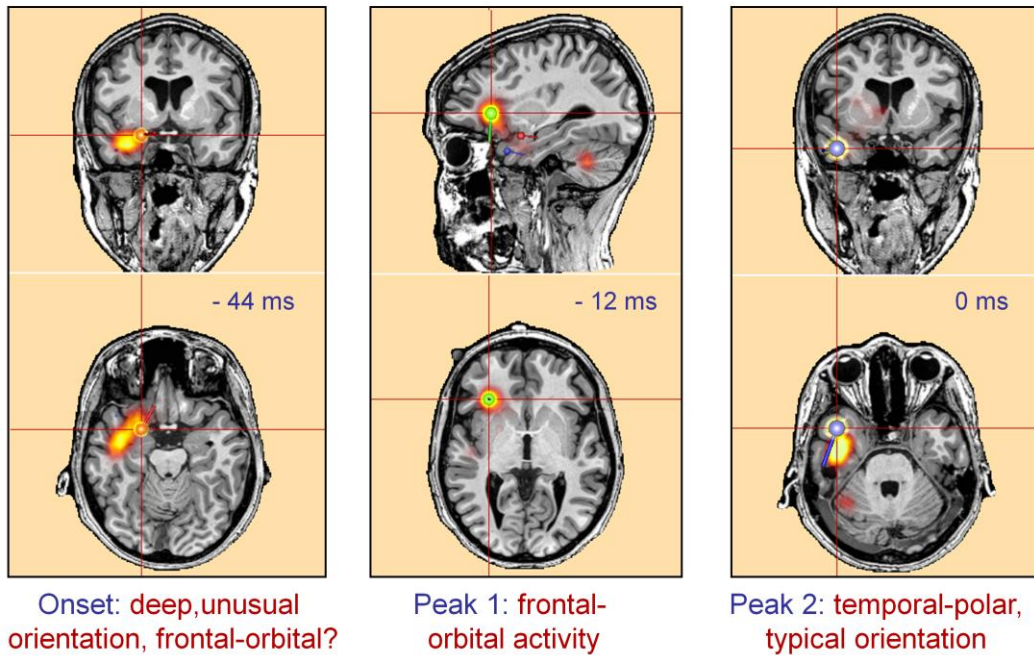 - 44 ms
- 12 ms
0 ms
Onset: deep,unusual
orientation, frontal-orbital?
Peak 1: frontal-
orbital activity
Peak 2: temporal-polar,
typical orientation